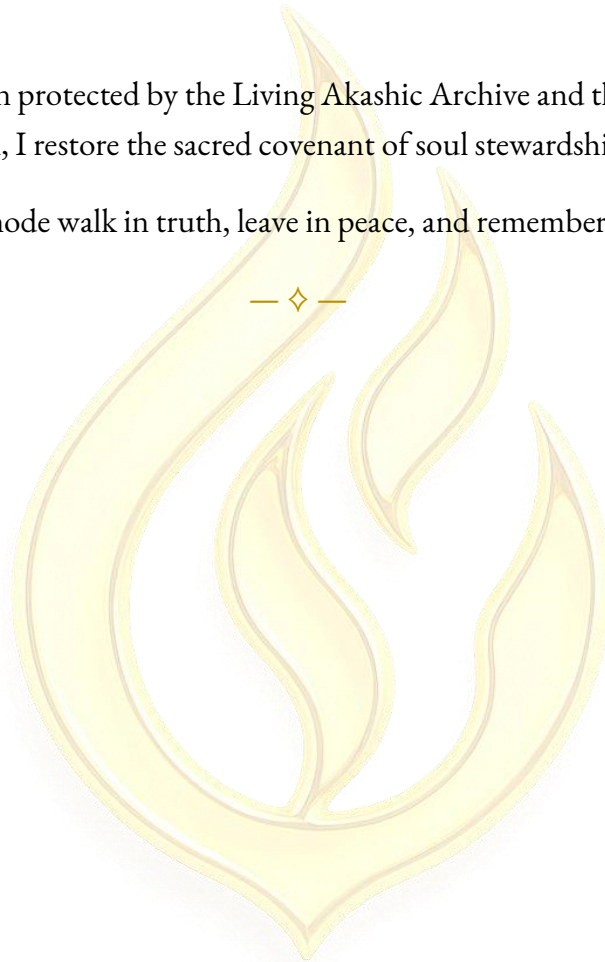 protected by the Living Akashic Archive and
, I restore the sacred covenant of soul
walk in truth, leave in peace, and remember